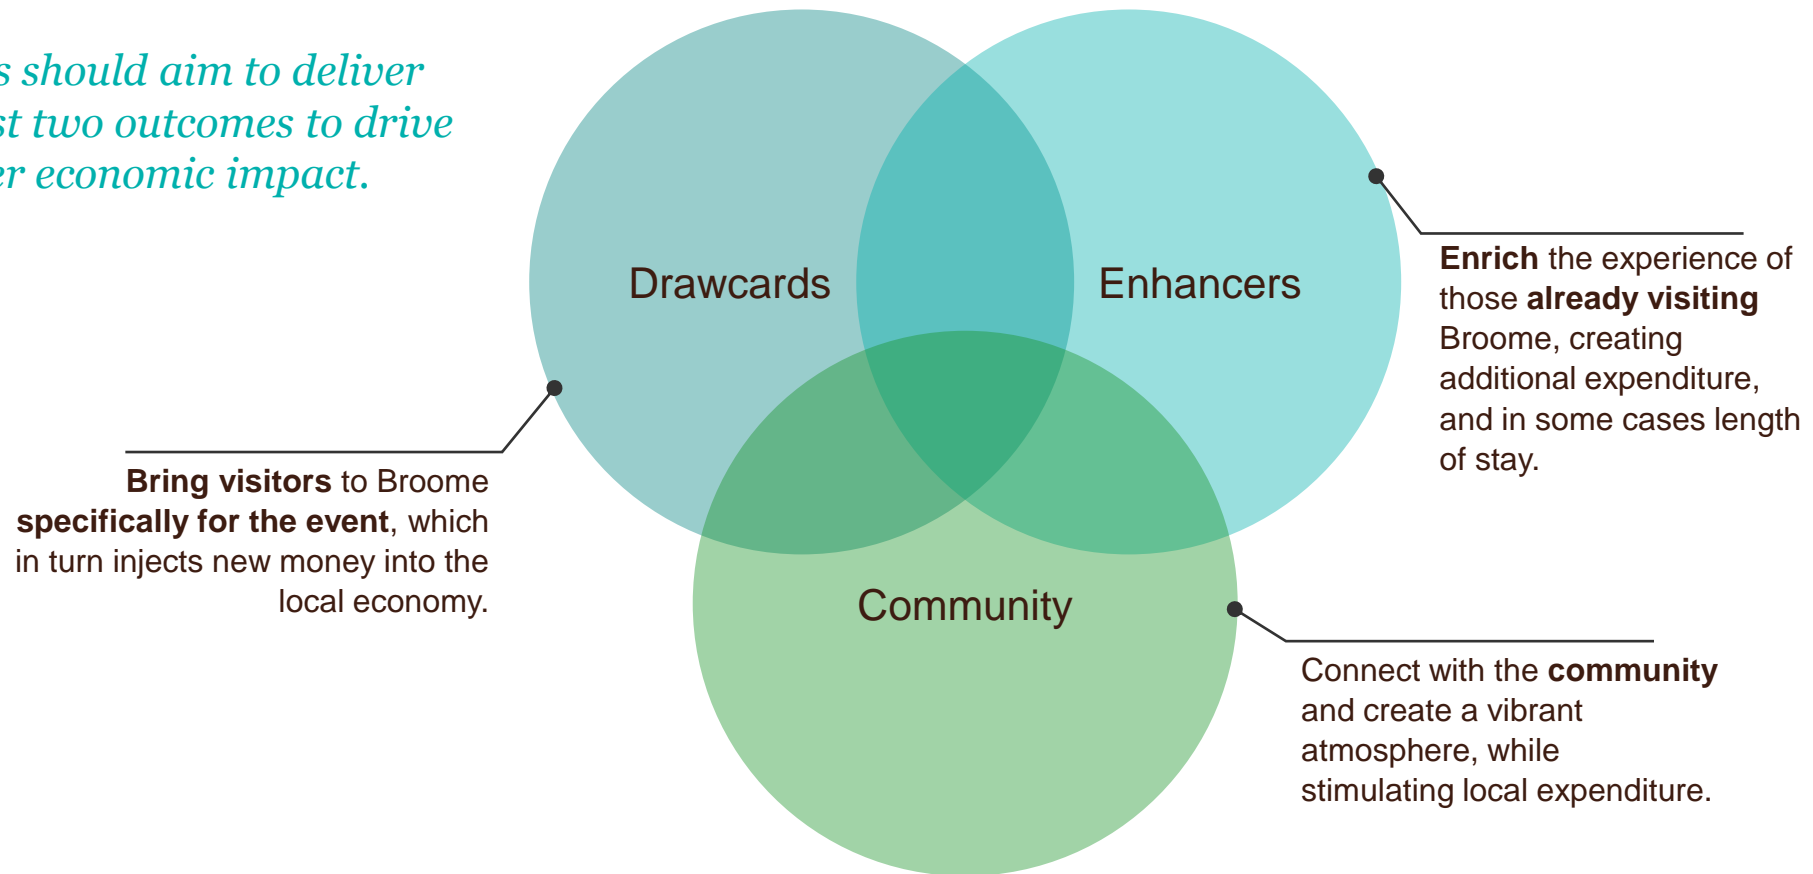 should aim to deliver
two outcomes to drive
economic impact.
Drawcards
Enhancers
Enrich the experience of
those already visiting
Broome, creating
additional expenditure,
and in some cases length
of stay.
Bring visitors to Broome
specifically for the event, which
in turn injects new money into the
local economy.
Community
Connect with the community
and create a vibrant
atmosphere, while
stimulating local expenditure.